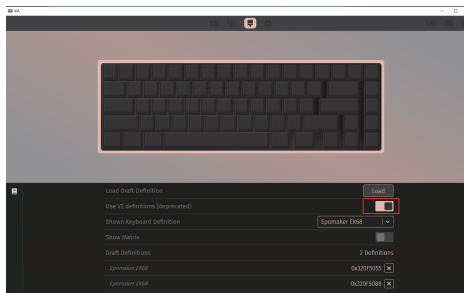 VIA
Load Draft Definition
Load
Use V2 definitions (deprecated)
Shown Keyboard Definition
Epomaker EK68
Show Matrix
Draft Definitions
2 Definitions
Epomaker EK68
0x320F5055
Epomaker EK68
0x320F5088